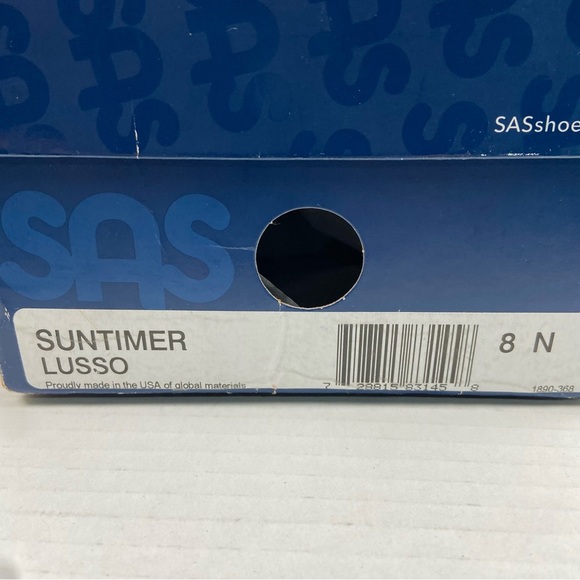 SASshoe
SAS
SUNTIMER
LUSSO
Proudly made in the USA of global materials
7 28815 83145 8
8 N
1890-368